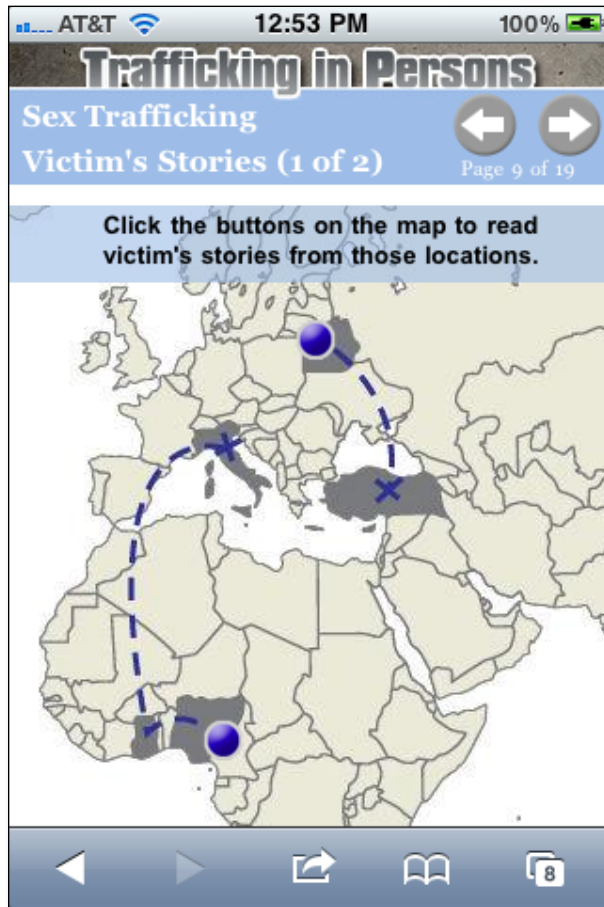 AT&T 12:53 PM 100%
Trafficking in Persons
Sex Trafficking
Victim's Stories (1 of 2)
Page 9 of 19
Click the buttons on the map to read
victim's stories from those locations.
8